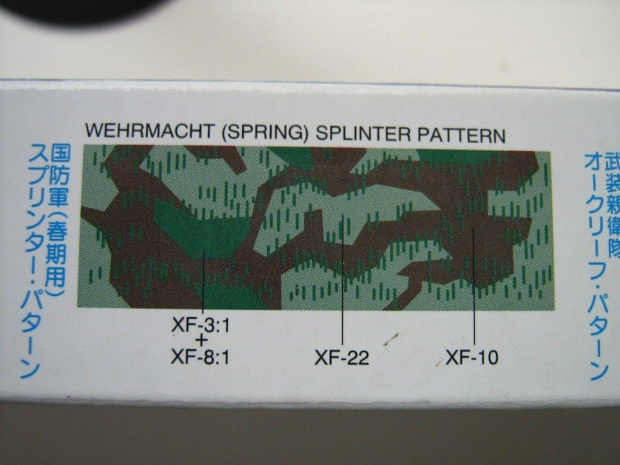 WEHRMACHT (SPRING) SPLINTER PATTERN
国防軍(春期用)
スプリンター・パターン
武装親衛隊
オークリーフ・パターン
XF-3:1
+
XF-8:1
XF-22
XF-10